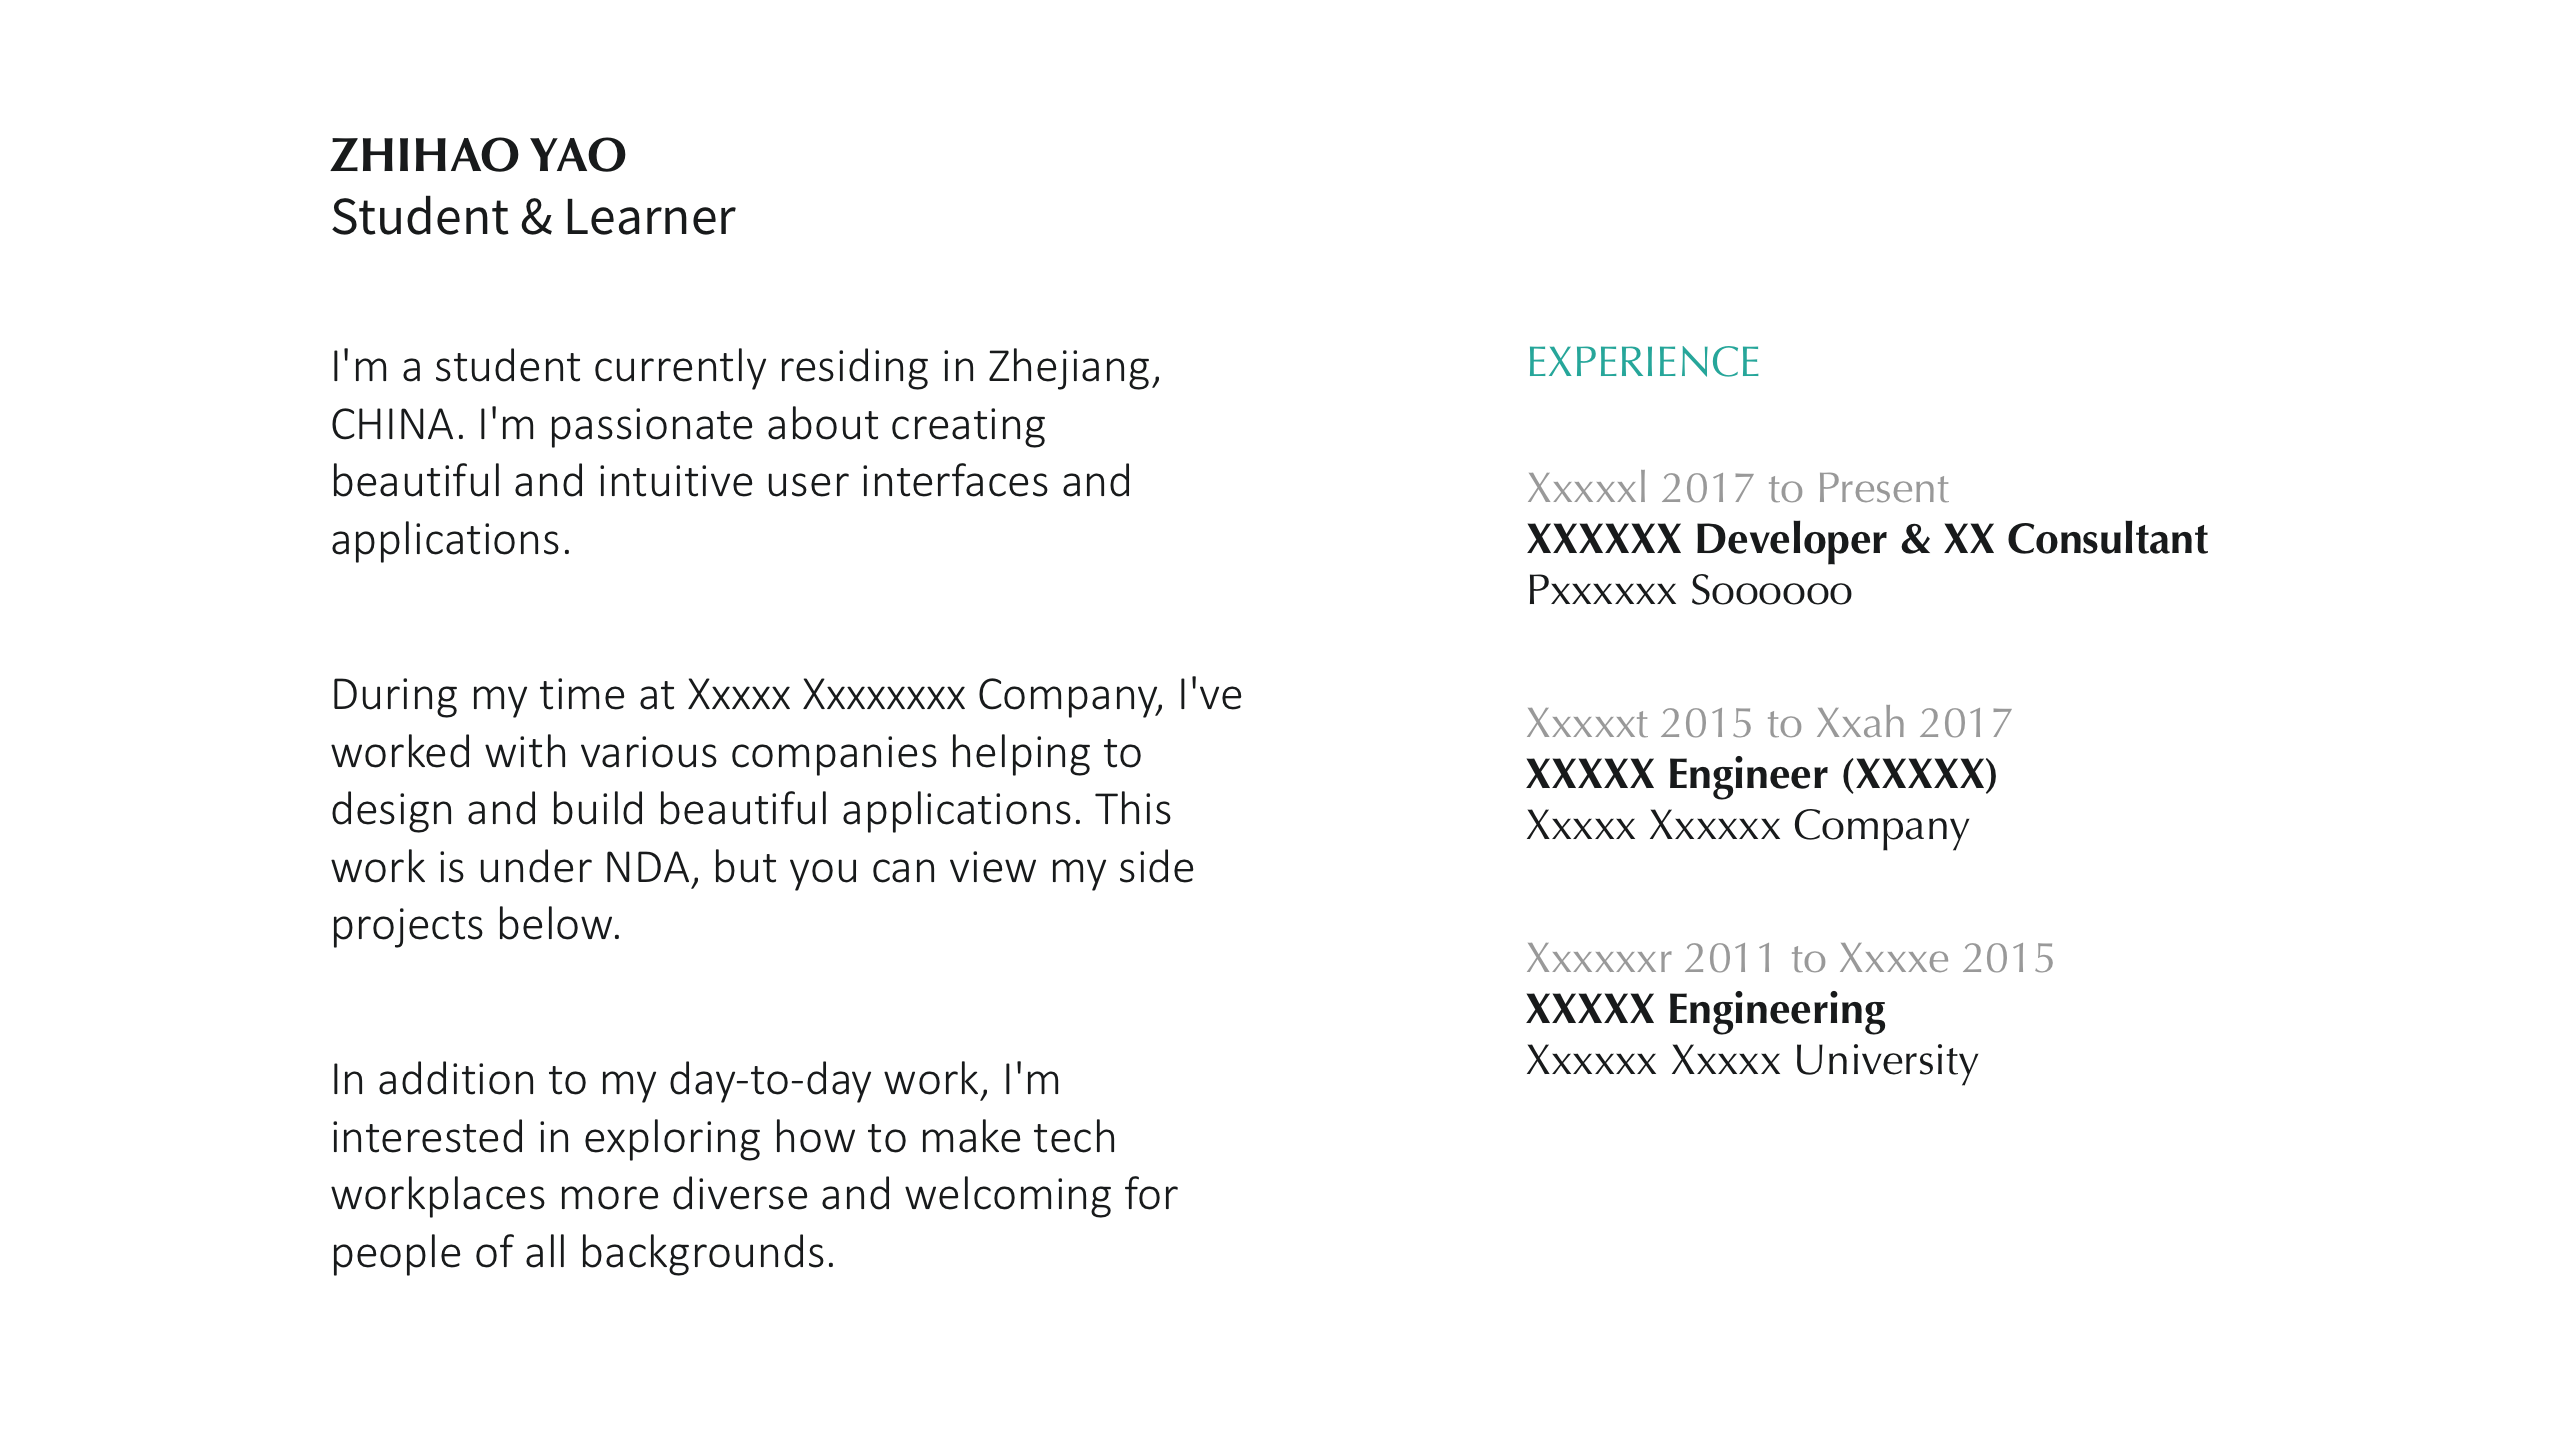 ZHIHAO YAO
Student & Learner
I'm a student currently residing in Zhejiang,
CHINA. I'm passionate about creating
beautiful and intuitive user interfaces and
applications.
During my time at Xxxxx Xxxxxxxx Company, I've
worked with various companies helping to
design and build beautiful applications. This
work is under NDA, but you can view my side
projects below.
In addition to my day-to-day work, I'm
interested in exploring how to make tech
workplaces more diverse and welcoming for
people of all backgrounds.
EXPERIENCE
Xxxxxl 2017 to Present
XXXXXX Developer & XX Consultant
Pxxxxxx Soooooo
Xxxxxt 2015 to Xxah 2017
XXXXX Engineer (XXXXX)
Xxxxx Xxxxxx Company
Xxxxxxr 2011 to Xxxxe 2015
XXXXX Engineering
Xxxxxx Xxxxx University